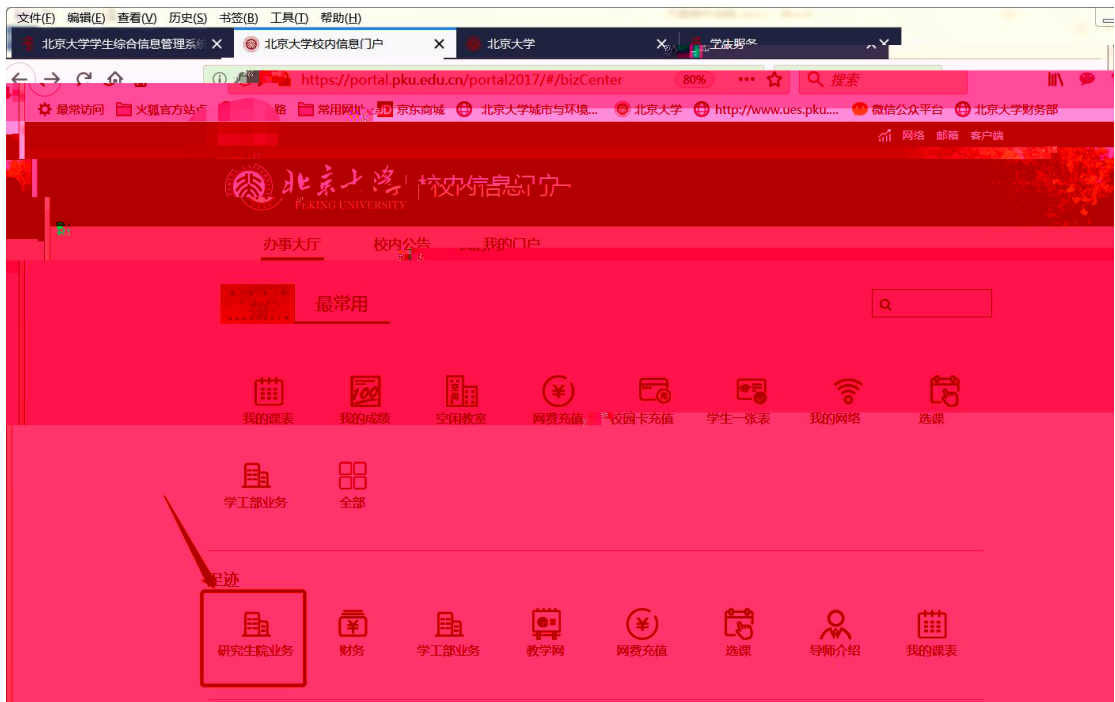 文件(F) 编辑(E) 查看(V) 历史(S) 书签(B) 工具(T) 帮助(H)
北京大学学生综合信息管理系统 北京大学校内信息门户 北京大学
https://portal.pku.edu.cn/portal2017/#/bizCenter 80% 搜索
最常访问 火狐官方站点 常用网址 JD 京东商城 北京大学城市与环境... 北京大学 http://www.ues.pku.... 微信公众平台 北京大学财务部
网络 邮箱 客户端
北京大学 校内信息门户
PEKING UNIVERSITY
办事大厅 校内公告 我的门户
最常用
100 空闲 ¥
我的课表 我的成绩 空闲教室 网费充值 校园卡充值 学生一张表 我的网络 选课
学工部业务 全部
足迹
¥ ¥
研究生院业务 财务 学工部业务 教学网 网费充值 选课 导师介绍 我的课表